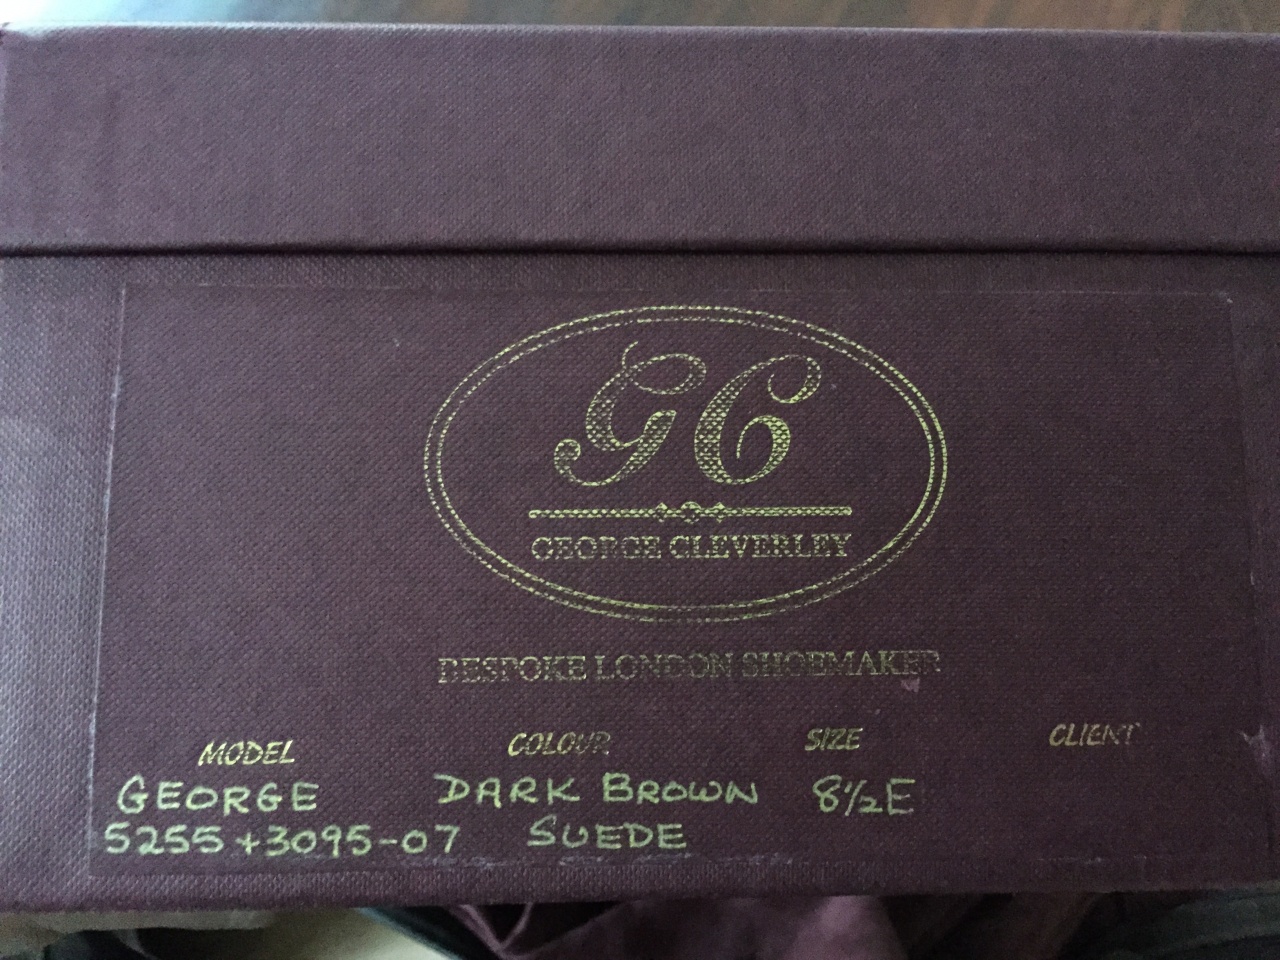 GC
GEORGE CLEVERLEY
BESPOKE LONDON SHOEMAKER
MODEL COLOUR SIZE CLIENT
GEORGE DARK BROWN 8½E
5255+3095-07 SUEDE